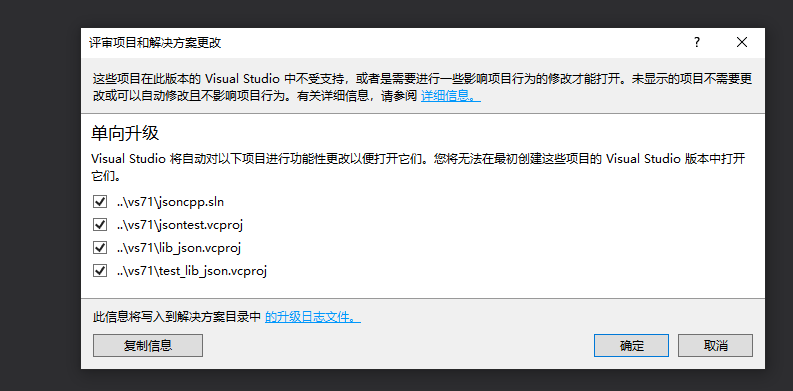 评审项目和解决方案更改
?
这些项目在此版本的 Visual Studio 中不受支持，或者是需要进行一些影响项目行为的修改才能打开。未显示的项目不需要更
改或可以自动修改且不影响项目行为。有关详细信息，请参阅 详细信息。
单向升级
Visual Studio 将自动对以下项目进行功能性更改以便打开它们。您将无法在最初创建这些项目的 Visual Studio 版本中打开
它们。
..\vs71\jsoncpp.sln
..\vs71\jsontest.vcproj
..\vs71\lib_json.vcproj
..\vs71\test_lib_json.vcproj
此信息将写入到解决方案目录中 的升级日志文件。
复制信息 确定 取消